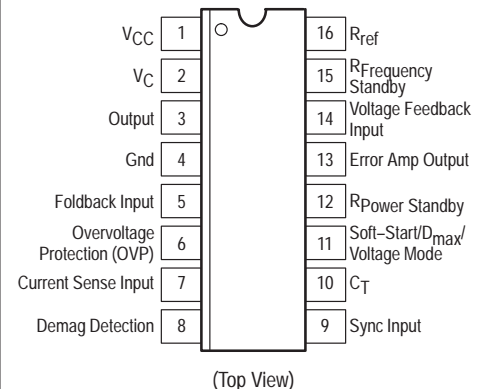 VCC 1 16 Rref
VC 2 15 RFrequency
Standby
Output 3 14 Voltage Feedback
Input
Gnd 4 13 Error Amp Output
Foldback Input 5 12 RPower Standby
Overvoltage
Protection (OVP) 6 11 Soft–Start/Dmax/
Voltage Mode
Current Sense Input 7 10 CT
Demag Detection 8 9 Sync Input
(Top View)